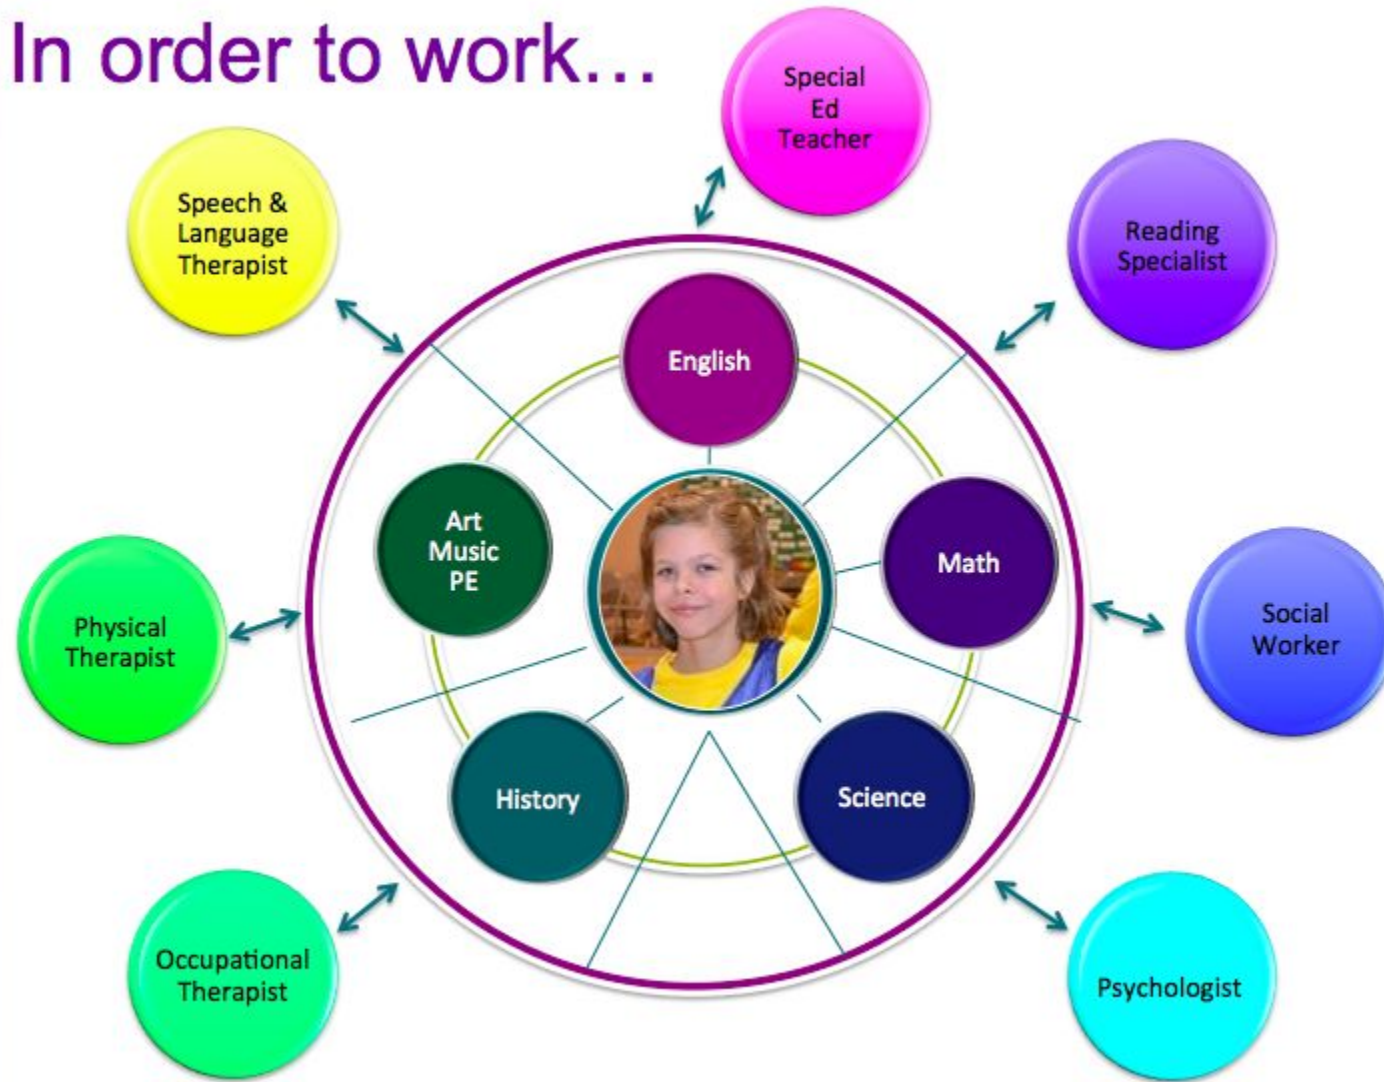 In order to work...
Special
Ed
Teacher
Speech &
Language
Therapist
Reading
Specialist
English
Art
Music
PE
Math
Physical
Therapist
Social
Worker
History
Science
Occupational
Therapist
Psychologist